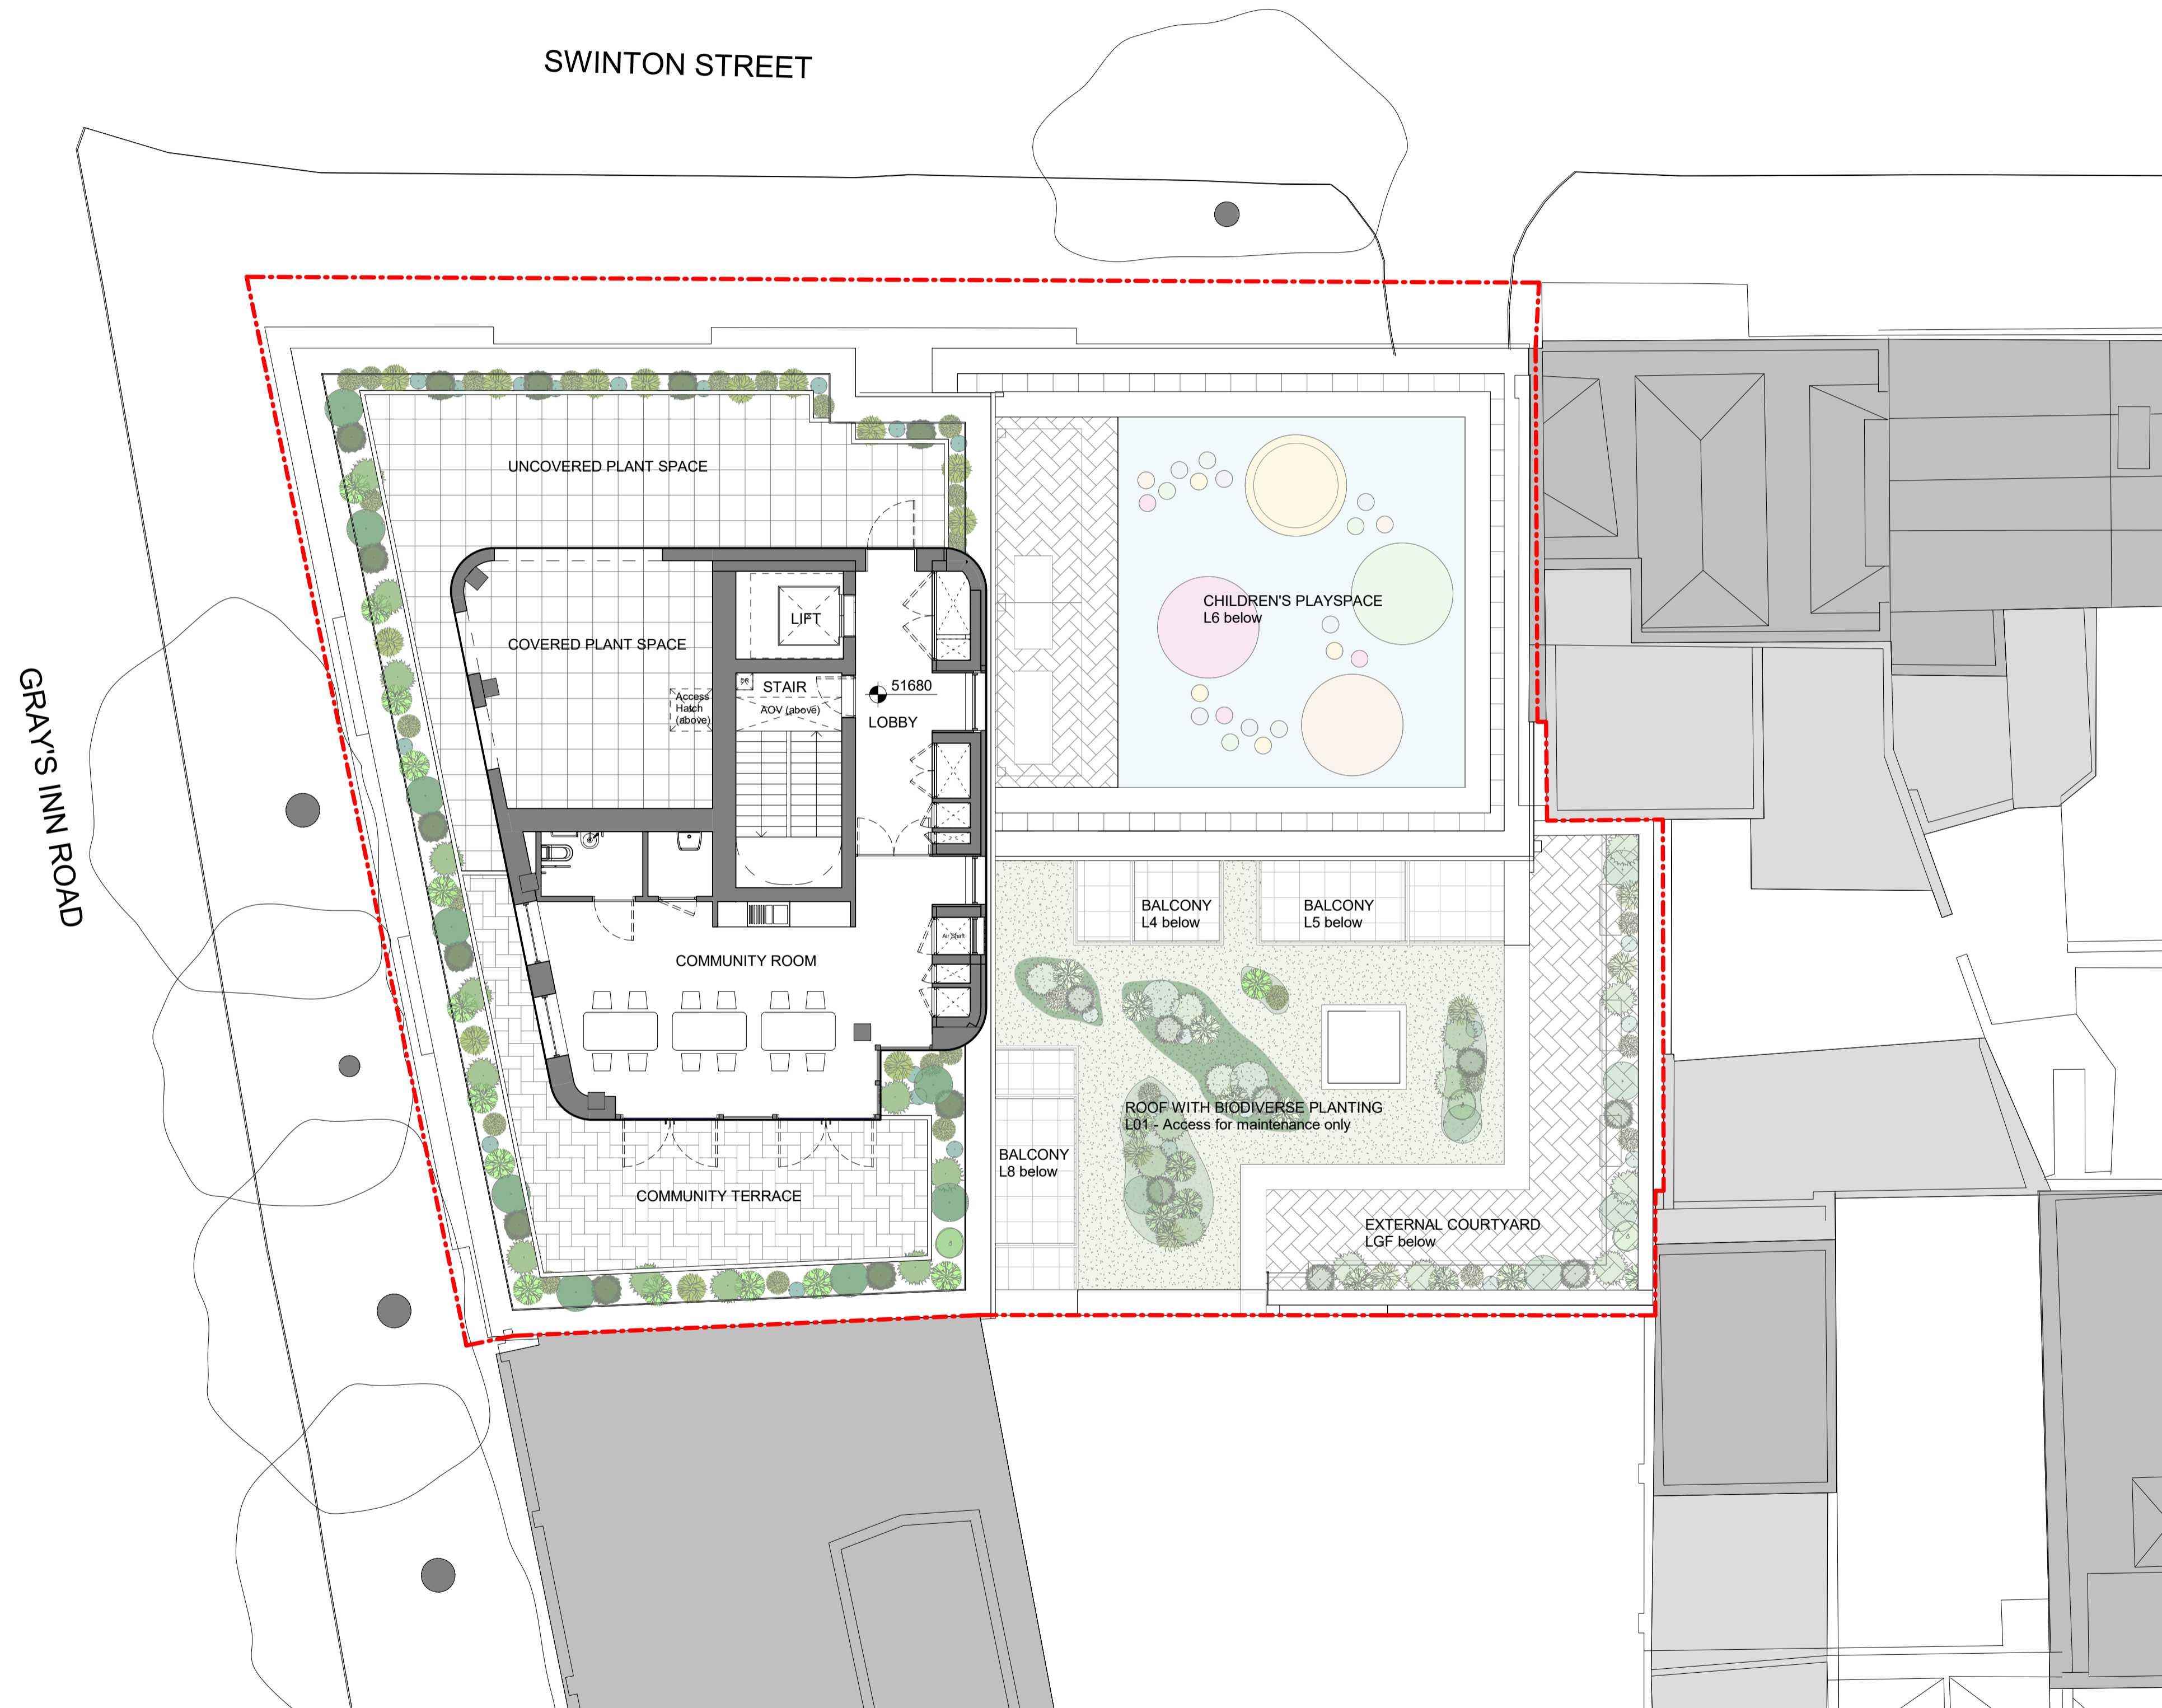 SWINTON STREET
UNCOVERED PLANT SPACE
LIFT
CHILDREN'S PLAYSPACE
L6 below
COVERED PLANT SPACE
STAIR
51680
Access
Hatch
(above)
AOV (above)
LOBBY
GRAY'S INN ROAD
BALCONY
L4 below
BALCONY
L5 below
Air Shaft
COMMUNITY ROOM
ROOF WITH BIODIVERSE PLANTING
L01 - Access for maintenance only
BALCONY
L8 below
COMMUNITY TERRACE
EXTERNAL COURTYARD
LGF below